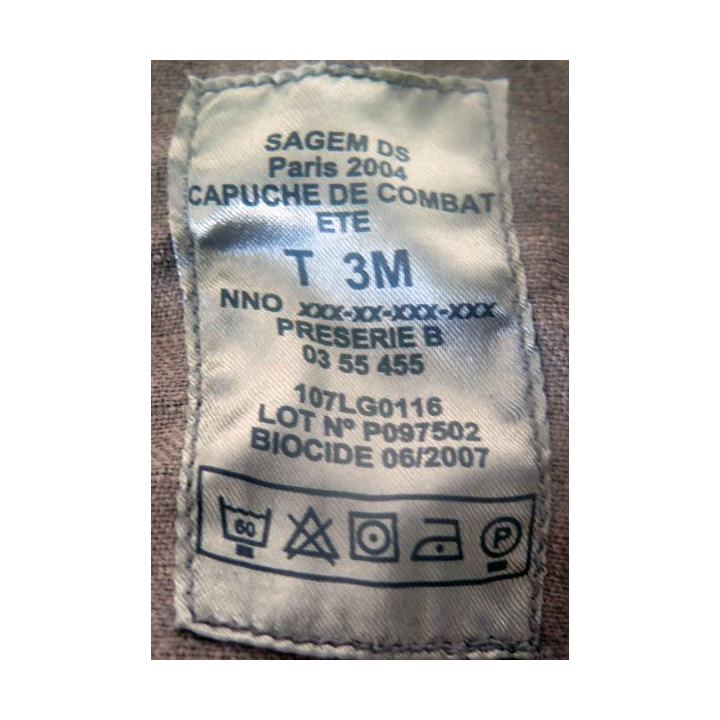 SAGEM DS
Paris 2004
CAPUCHE DE COMBAT
ETE
T 3M
NNO xxx-xx-xxx-xxx
PRESERIE B
03 55 455
107LG0116
LOT Nº P097502
BIOCIDE 06/2007
60 P